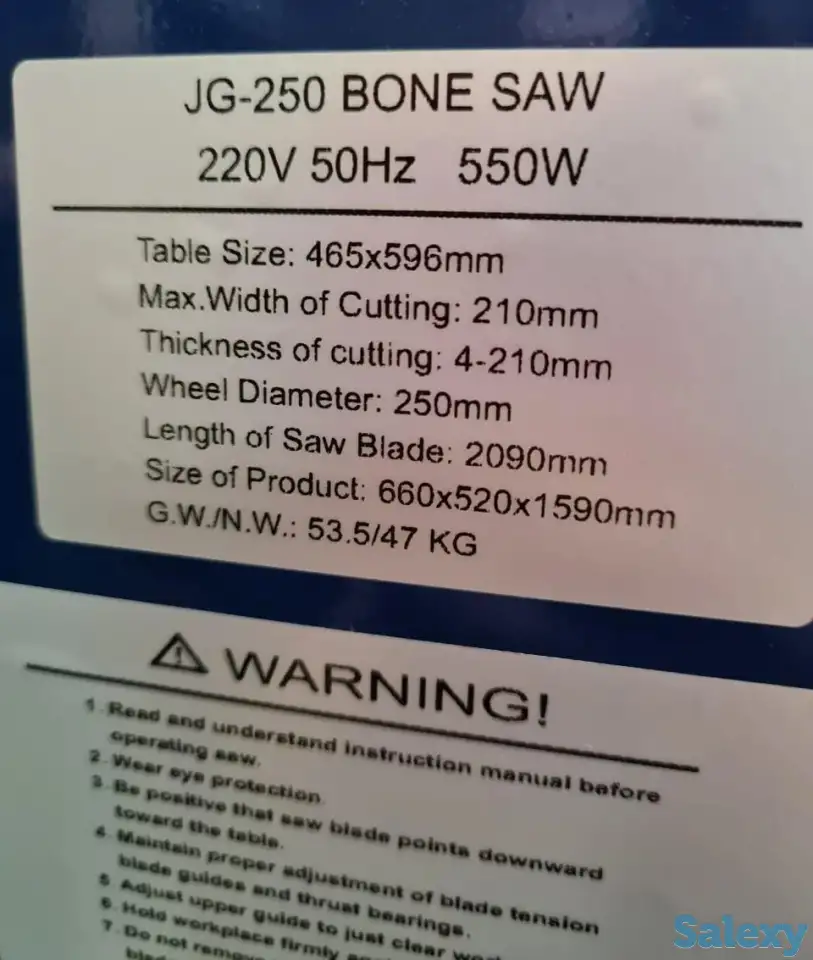 JG-250 BONE SAW
220V 50Hz 550W
Table Size: 465x596mm
Max.Width of Cutting: 210mm
Thickness of cutting: 4-210mm
Wheel Diameter: 250mm
Length of Saw Blade: 2090mm
Size of Product: 660x520x1590mm
G.W./N.W.: 53.5/47 KG
WARNING!
1. Read and understand instruction manual before
operating saw.
2. Wear eye protection.
3. Be positive that saw blade points downward
toward the table.
4. Maintain proper adjustment of blade tension
blade guides and thrust bearings.
5. Adjust upper guide to just clear
6. Hold workplace firmly
7. Do not
Salexy